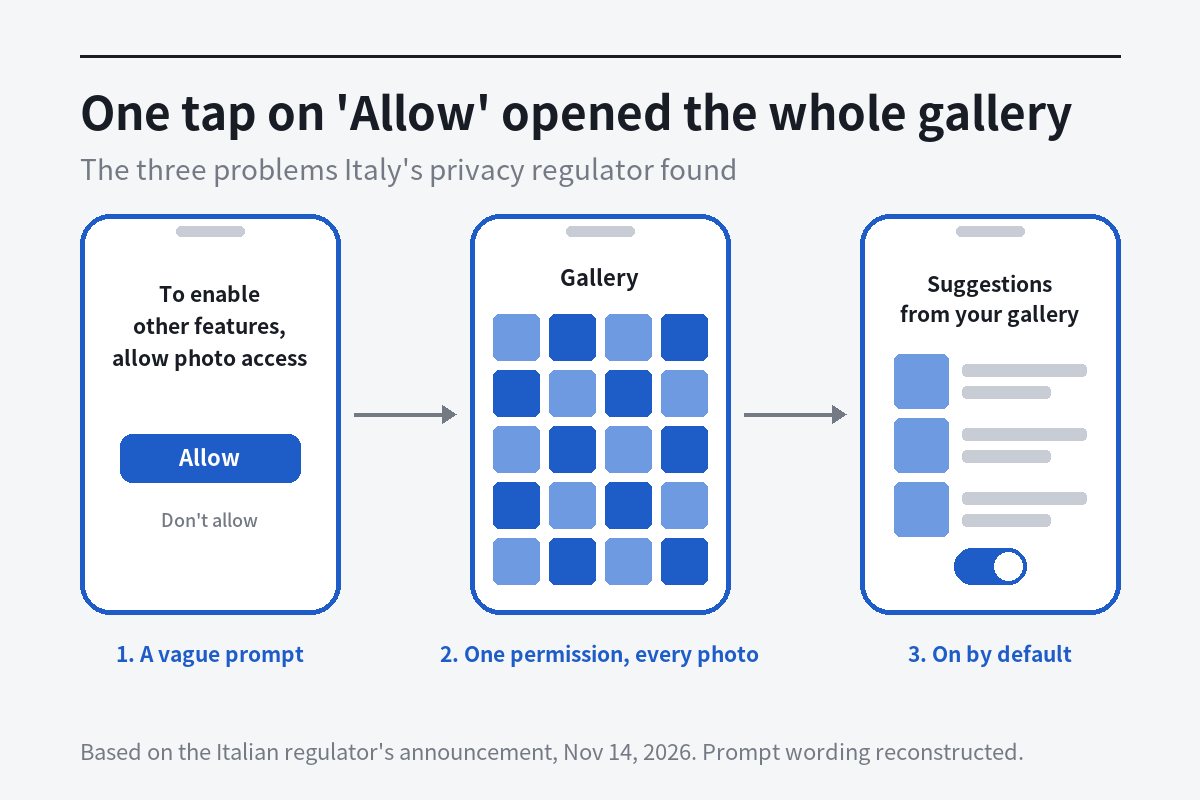 One tap on 'Allow' opened the whole gallery
The three problems Italy's privacy regulator found
To enable
other features,
allow photo access
Allow
Don't allow
1. A vague prompt
Gallery
2. One permission, every photo
Suggestions
from your gallery
3. On by default
Based on the Italian regulator's announcement, Nov 14, 2026. Prompt wording reconstructed.